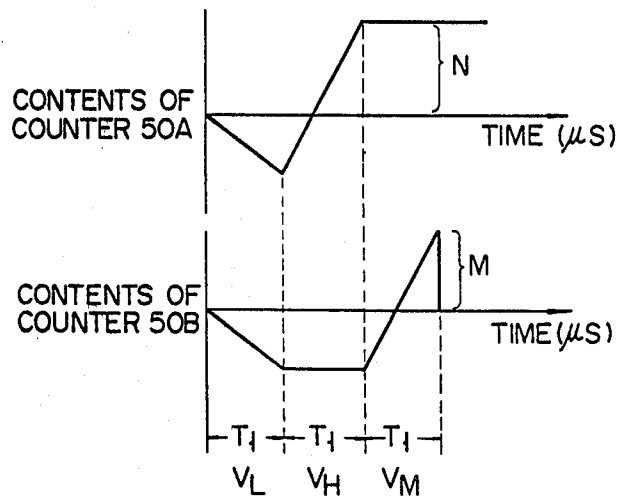 N
CONTENTS OF
COUNTER 50A
TIME (μS)
M
CONTENTS OF
COUNTER 50B
TIME (μS)
T1 T1 T1
VL VH VM